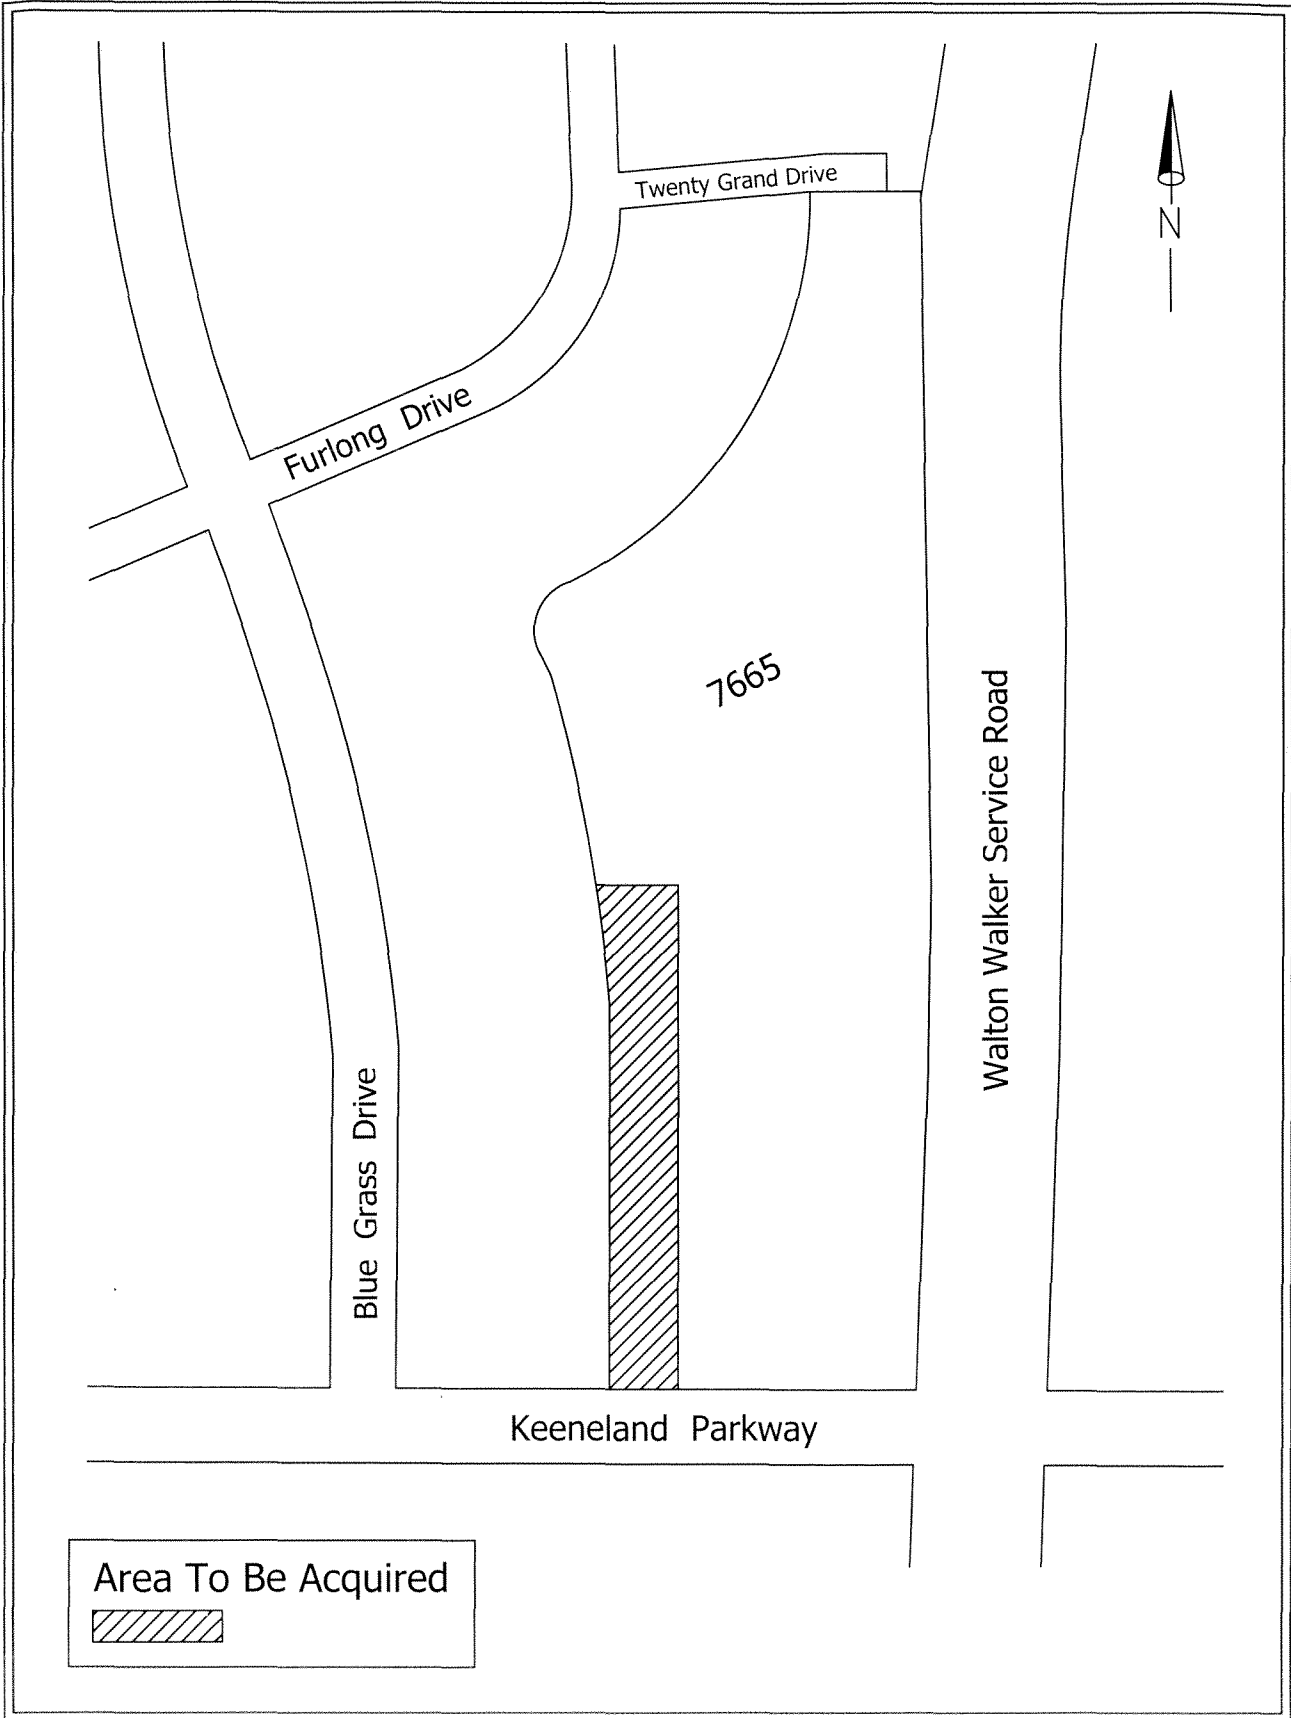 Twenty Grand Drive
N
Furlong Drive
7665
Walton Walker Service Road
Blue Grass Drive
Keeneland Parkway
Area To Be Acquired